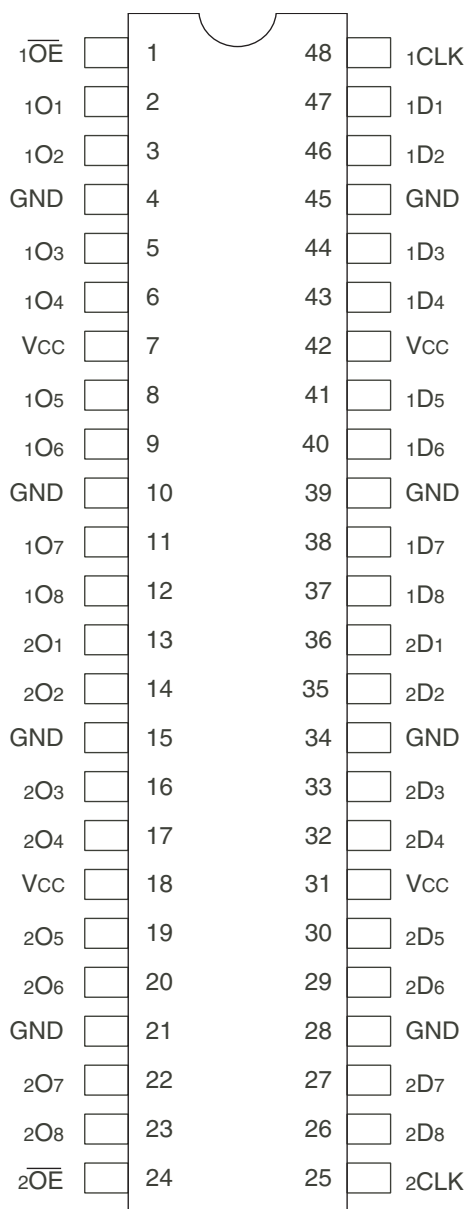 1OE 1 48 1CLK
1O1 2 47 1D1
1O2 3 46 1D2
GND 4 45 GND
1O3 5 44 1D3
1O4 6 43 1D4
VCC 7 42 VCC
1O5 8 41 1D5
1O6 9 40 1D6
GND 10 39 GND
1O7 11 38 1D7
1O8 12 37 1D8
2O1 13 36 2D1
2O2 14 35 2D2
GND 15 34 GND
2O3 16 33 2D3
2O4 17 32 2D4
VCC 18 31 VCC
2O5 19 30 2D5
2O6 20 29 2D6
GND 21 28 GND
2O7 22 27 2D7
2O8 23 26 2D8
2OE 24 25 2CLK